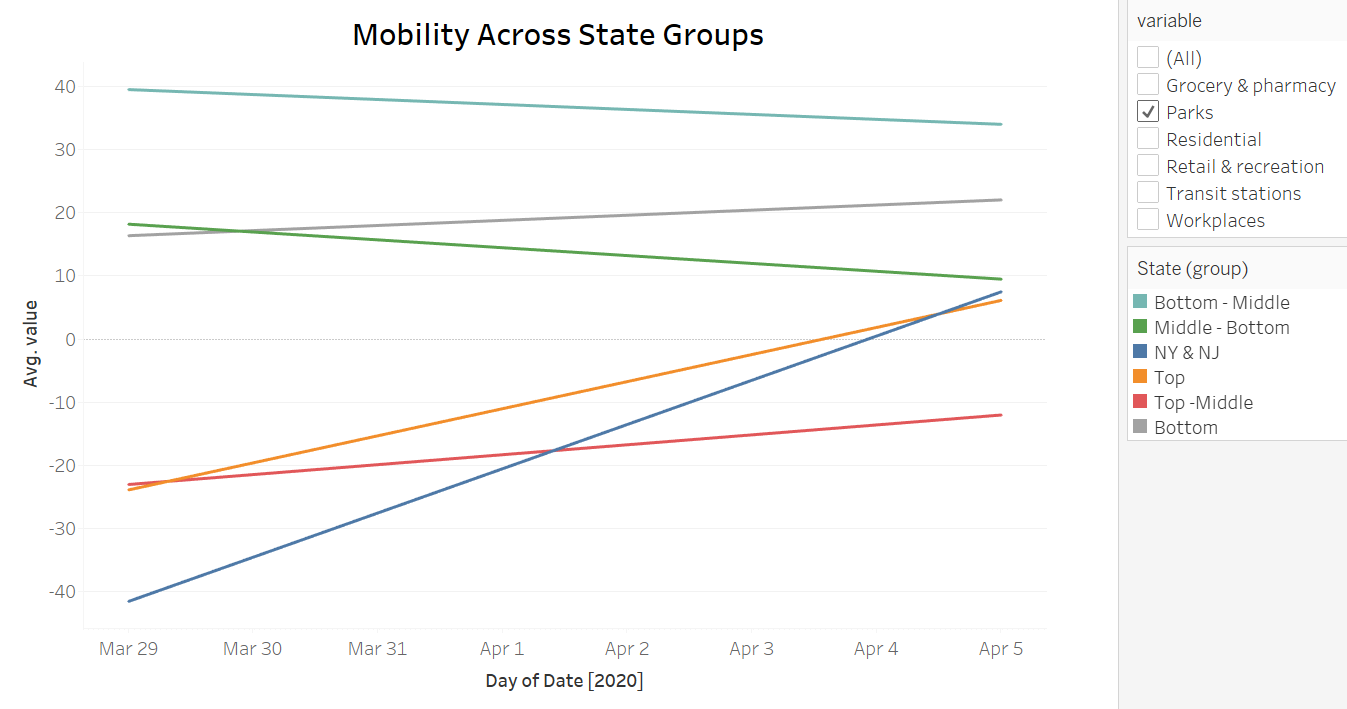 Mobility Across State Groups
40
30
20
10
0
-10
-20
-30
-40
Avg. value
Mar 29 Mar 30 Mar 31 Apr 1 Apr 2 Apr 3 Apr 4 Apr 5
Day of Date [2020]
variable
(All)
Grocery & pharmacy
Parks
Residential
Retail & recreation
Transit stations
Workplaces
State (group)
Bottom - Middle
Middle - Bottom
NY & NJ
Top
Top -Middle
Bottom